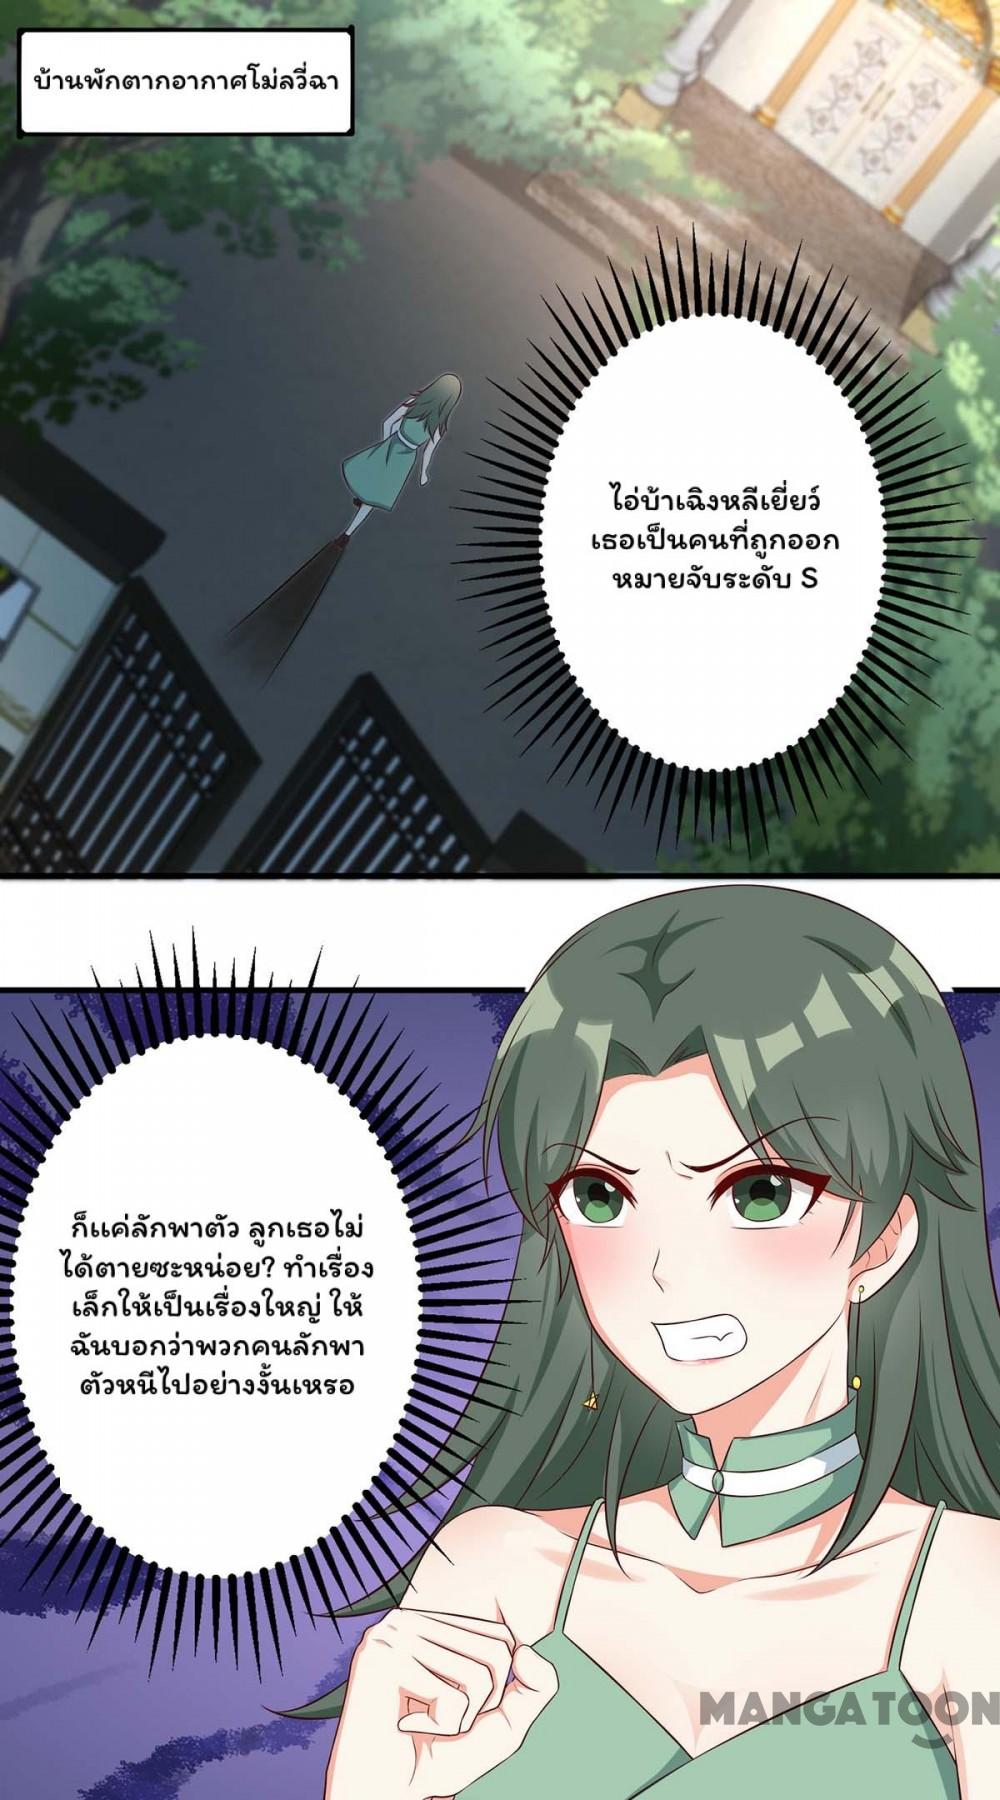 บ้านพักตากอากาศโม่ลวี่ฉา
ไอ่บ้าเฉิงหลีเยี่ยว์
เธอเป็นคนที่ถูกออก
หมายจับระดับ S
ก็แค่ลักพาตัว ลูกเธอไม่
ได้ตายซะหน่อย? ทำเรื่อง
เล็กให้เป็นเรื่องใหญ่ ให้
ฉันบอกว่าพวกคนลักพา
ตัวหนีไปอย่างงั้นเหรอ
MANGATOON